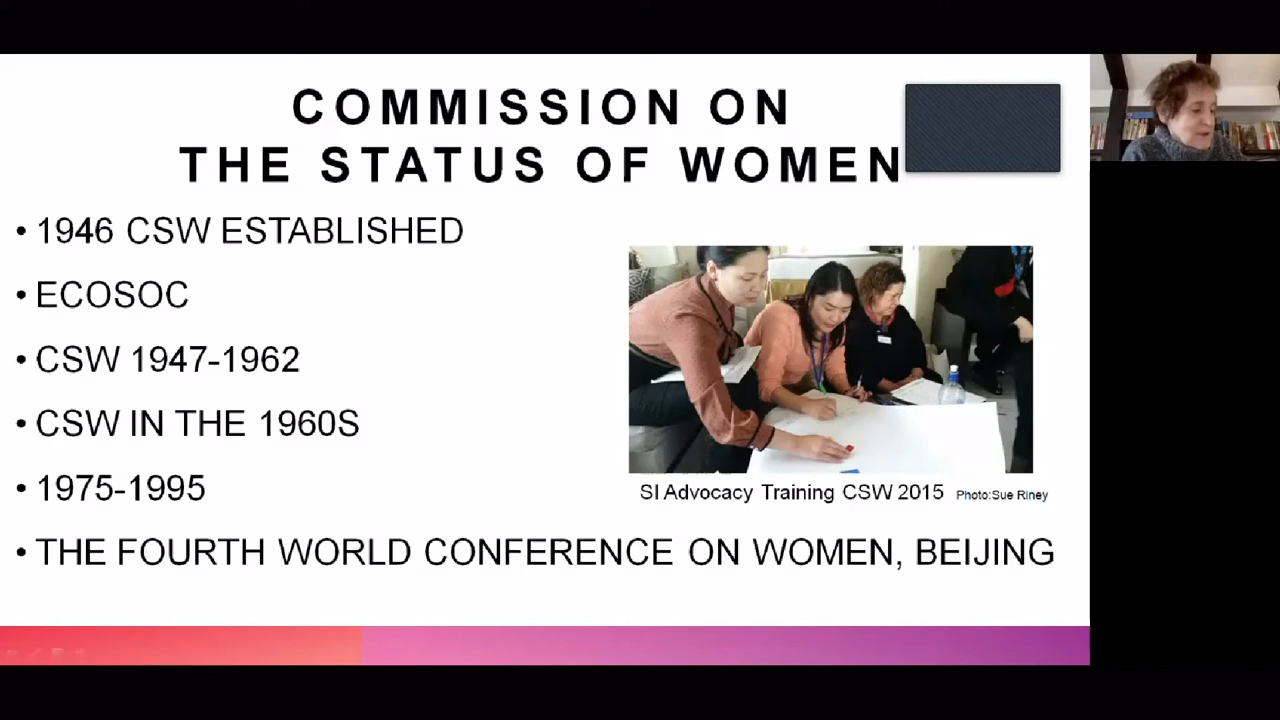 COMMISSION ON
THE STATUS OF WOMEN
• 1946 CSW ESTABLISHED
• ECOSOC
• CSW 1947-1962
• CSW IN THE 1960S
• 1975-1995
• THE FOURTH WORLD CONFERENCE ON WOMEN, BEIJING
SI Advocacy Training CSW 2015 Photo:Sue Riney